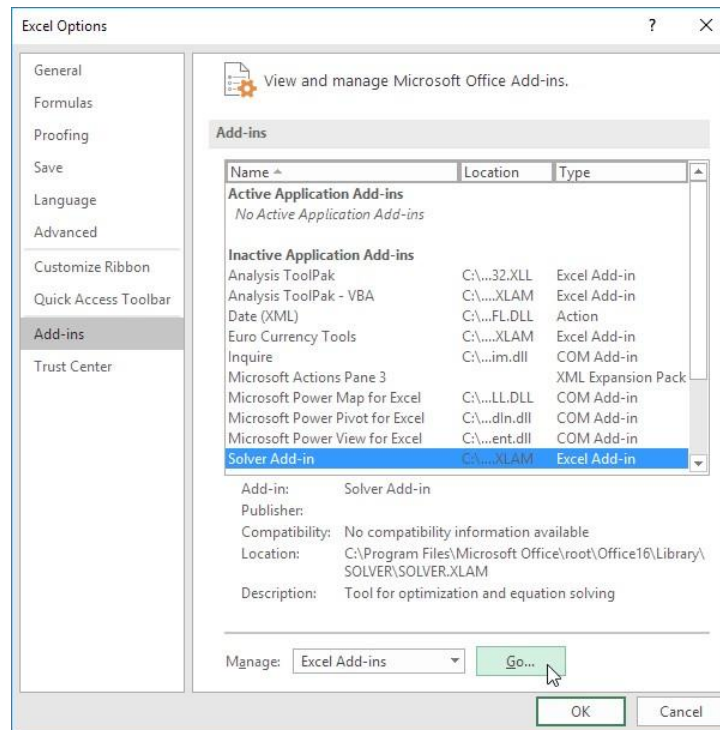 Excel Options
?
General
Formulas
Proofing
Save
Language
Advanced
Customize Ribbon
Quick Access Toolbar
Add-ins
Trust Center
View and manage Microsoft Office Add-ins.
Add-ins
Name Location Type
Active Application Add-ins
No Active Application Add-ins
Inactive Application Add-ins
Analysis ToolPak C:\...32.XLL Excel Add-in
Analysis ToolPak - VBA C:\....XLAM Excel Add-in
Date (XML) C:\...FL.DLL Action
Euro Currency Tools C:\....XLAM Excel Add-in
Inquire C:\...im.dll COM Add-in
Microsoft Actions Pane 3 XML Expansion Pack
Microsoft Power Map for Excel C:\...LL.DLL COM Add-in
Microsoft Power Pivot for Excel C:\...dln.dll COM Add-in
Microsoft Power View for Excel C:\...ent.dll COM Add-in
Solver Add-in C:\....XLAM Excel Add-in
Add-in: Solver Add-in
Publisher:
Compatibility: No compatibility information available
Location: C:\Program Files\Microsoft Office\root\Office16\Library\
SOLVER\SOLVER.XLAM
Description: Tool for optimization and equation solving
Manage: Excel Add-ins Go...
OK Cancel